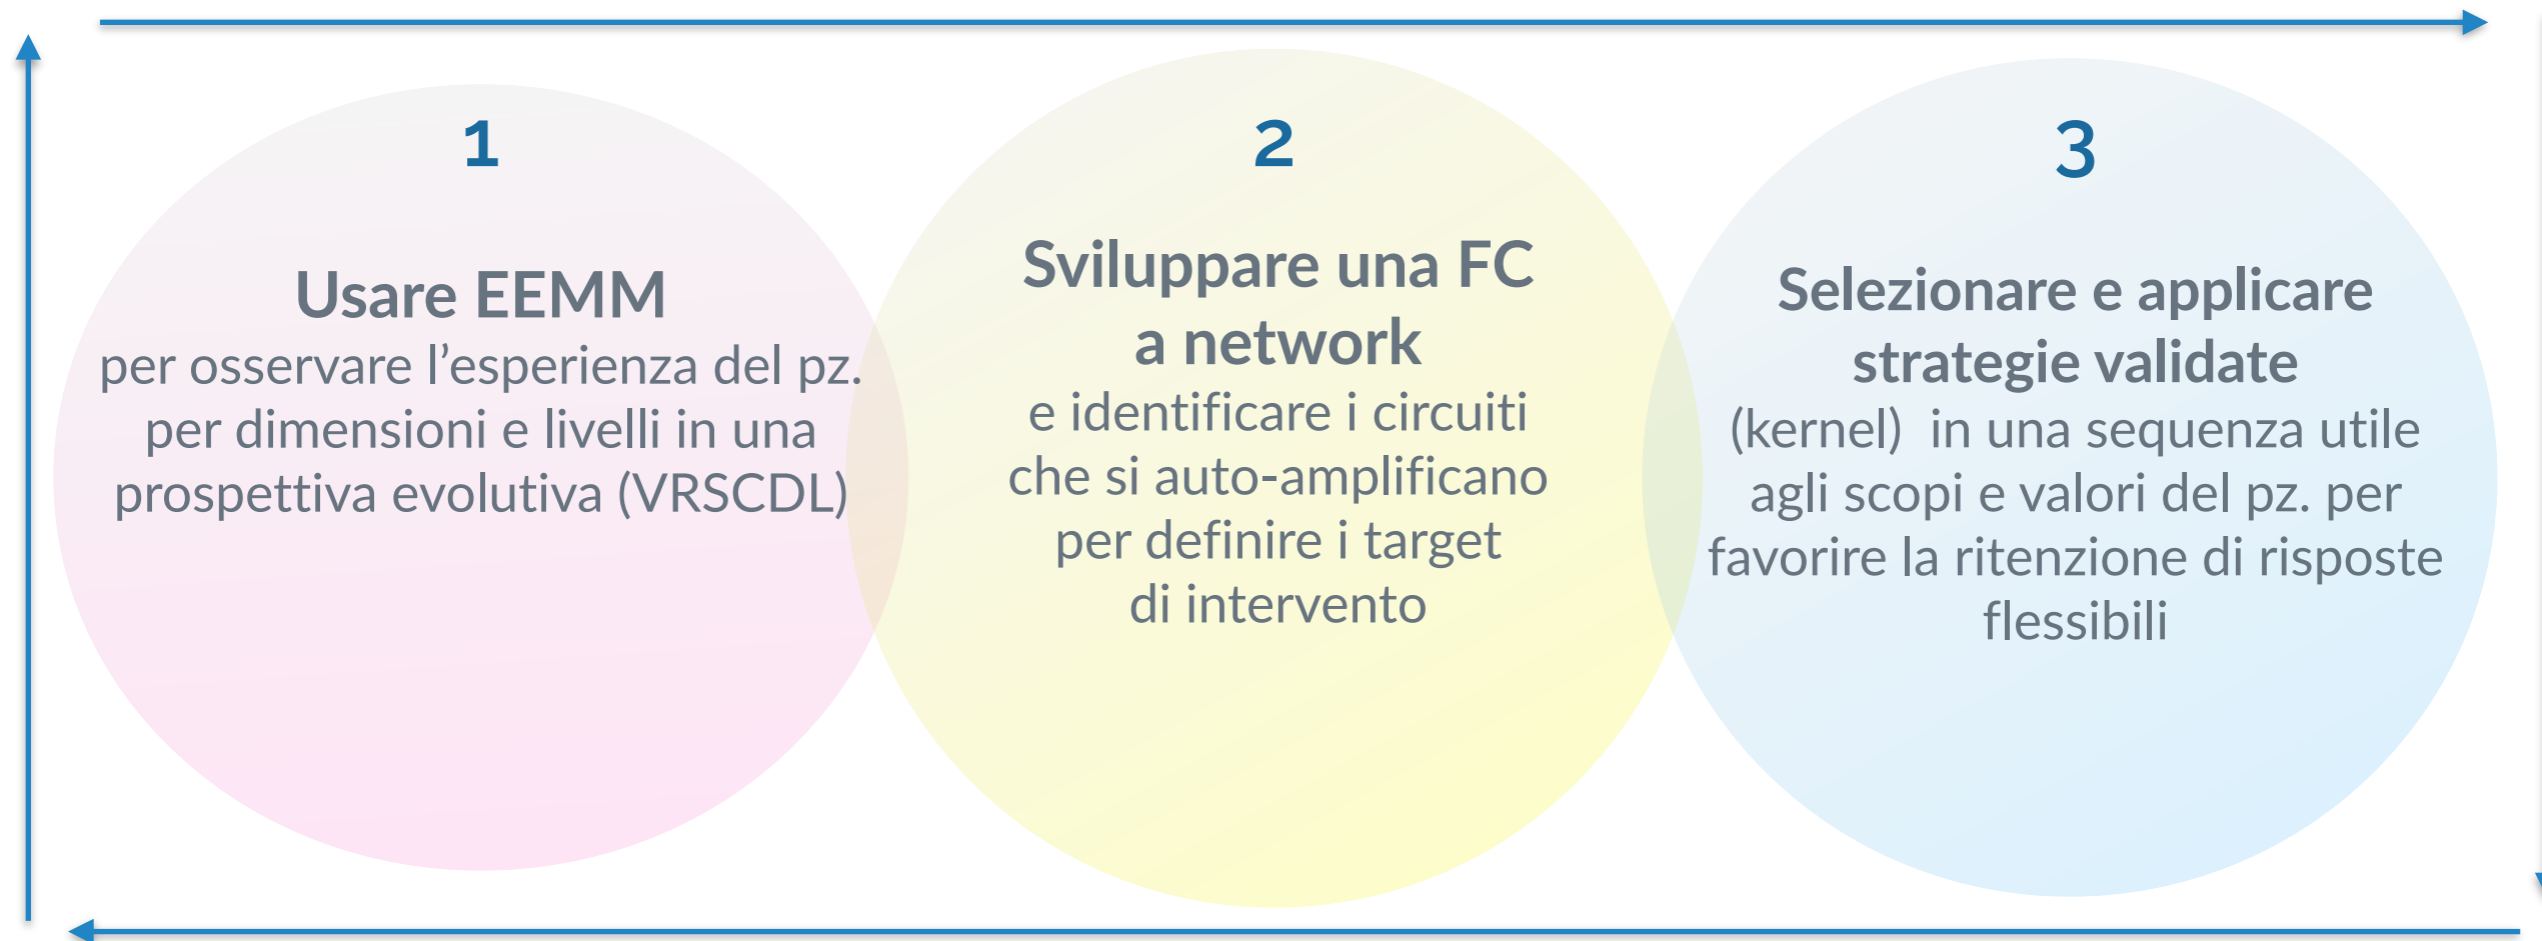 1
Usare EEMM
per osservare l’esperienza del pz.
per dimensioni e livelli in una
prospettiva evolutiva (VRSCDL)
2
Sviluppare una FC
a network
e identificare i circuiti
che si auto-amplificano
per definire i target
di intervento
3
Selezionare e applicare
strategie validate
(kernel) in una sequenza utile
agli scopi e valori del pz. per
favorire la ritenzione di risposte
flessibili